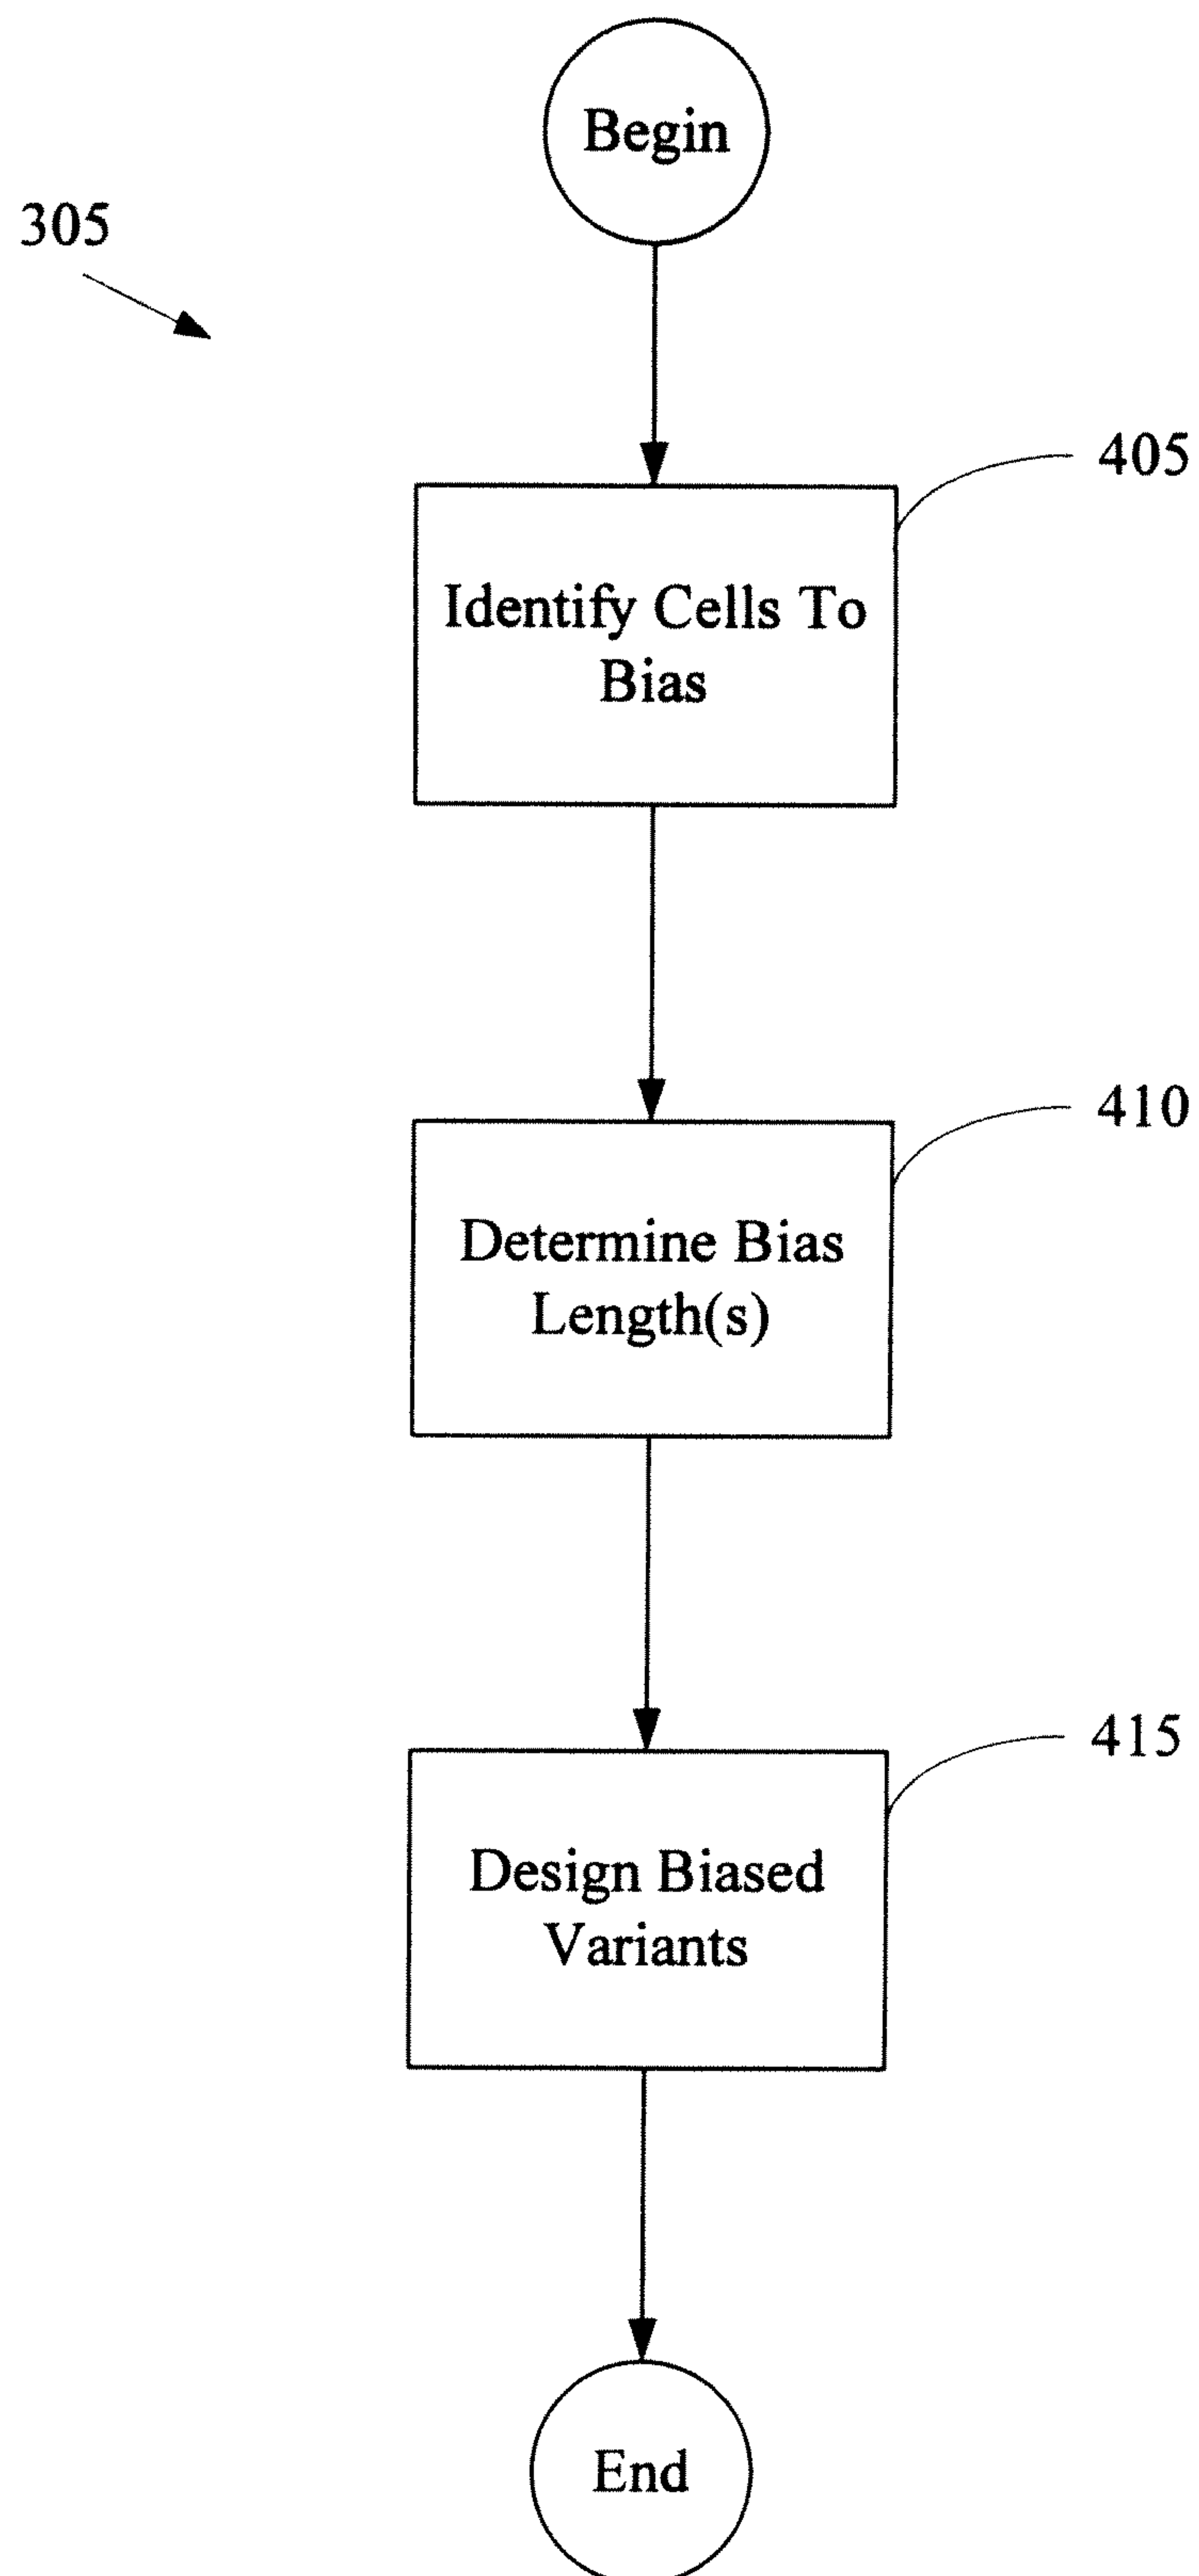 Begin
305
405
Identify Cells To
Bias
410
Determine Bias
Length(s)
415
Design Biased
Variants
End